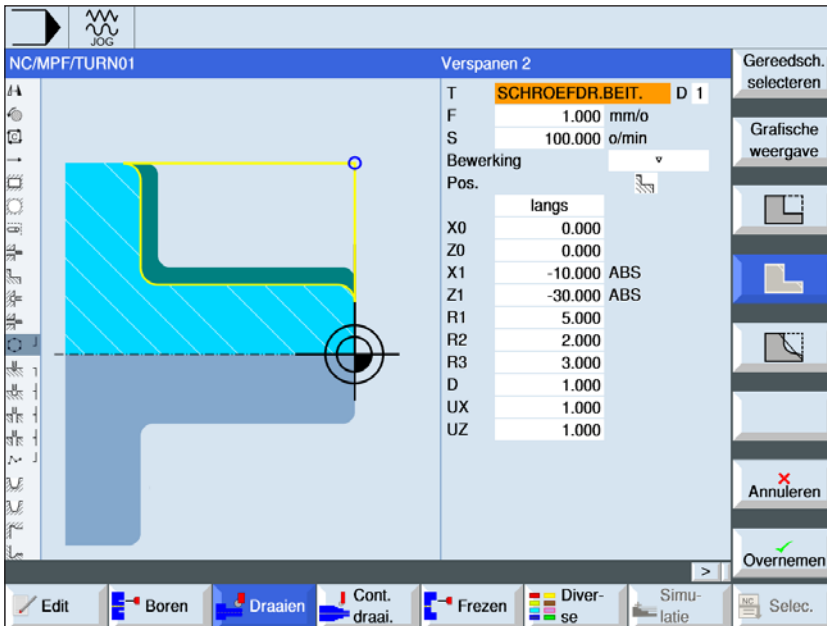 JOG
NC/MPF/TURN01
Verspanen 2
T SCHROEFDR.BEIT. D 1
F 1.000 mm/o
S 100.000 o/min
Bewerking
Pos.
langs
X0 0.000
Z0 0.000
X1 -10.000 ABS
Z1 -30.000 ABS
R1 5.000
R2 2.000
R3 3.000
D 1.000
UX 1.000
UZ 1.000
Gereedsch.
selecteren
Grafische
weergave
Annuleren
Overnemen
>
Edit
Boren
Draaien
Cont.
draai.
Frezen
Diver-
se
Simu-
latie
NC
Selec.